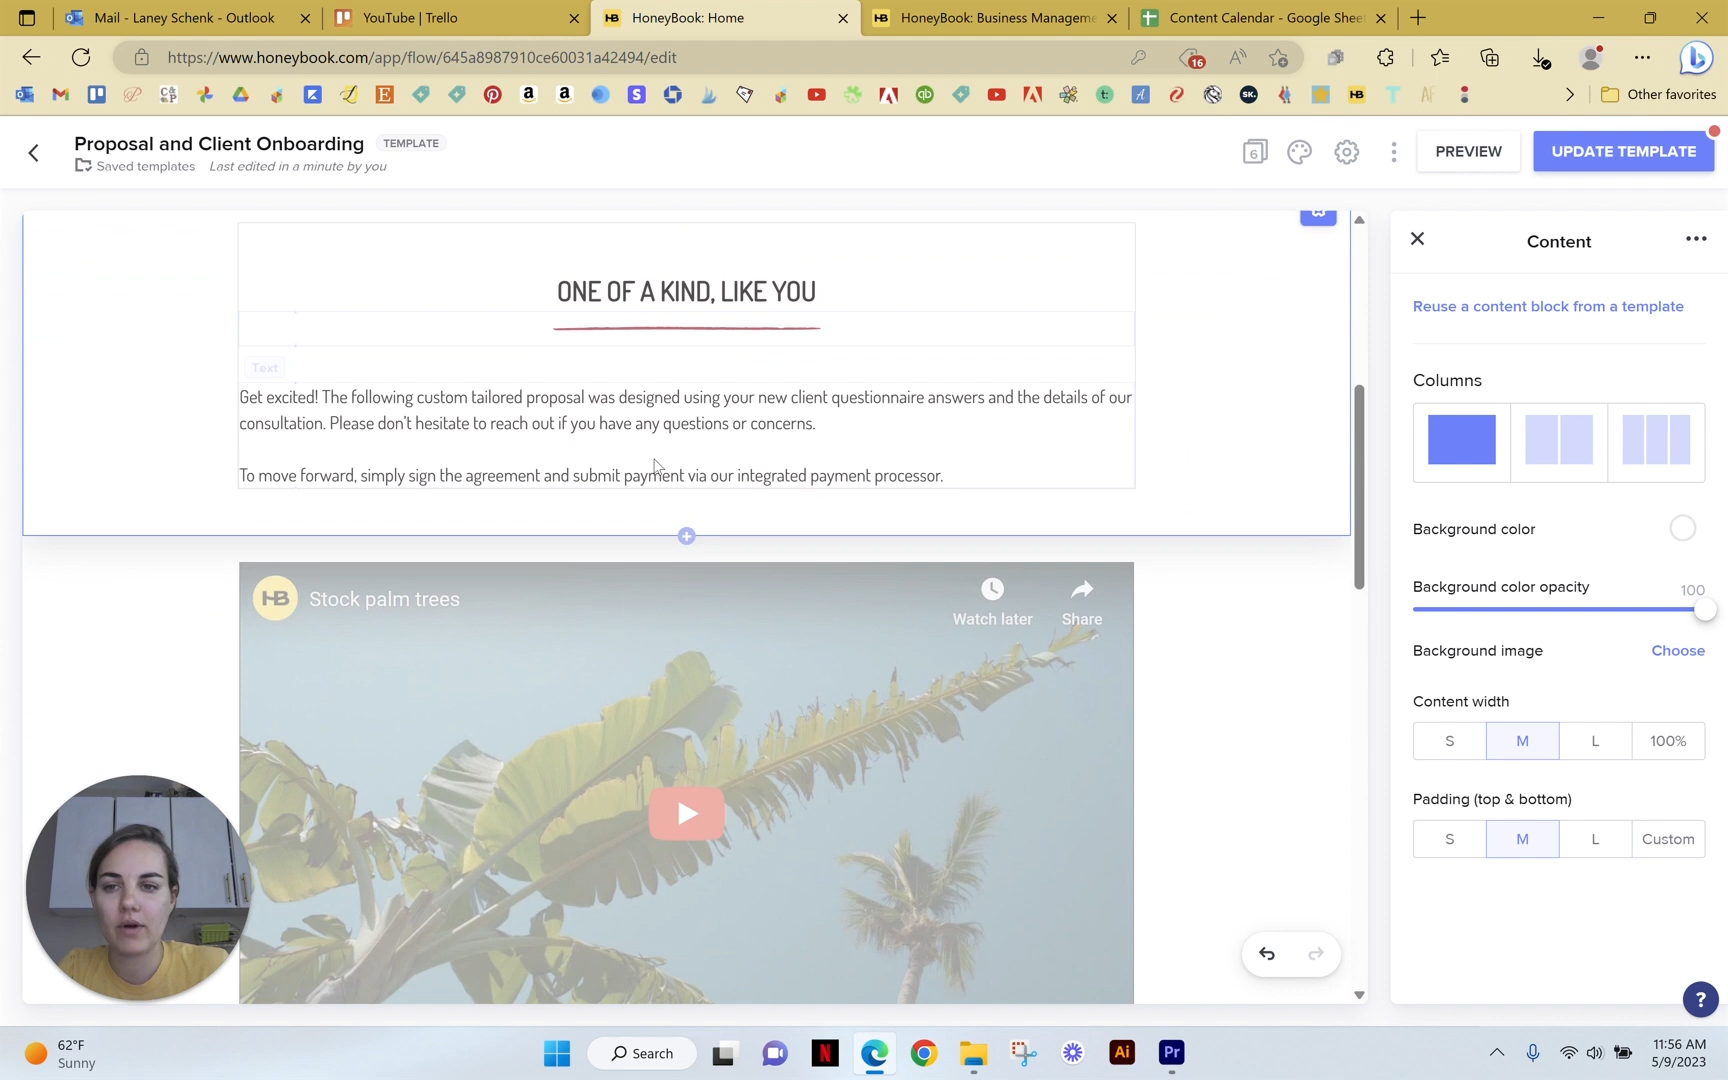 Mail - Laney Schenk - Outlook
YouTube | Trello
HoneyBook: Home
HoneyBook: Business Manageme
Content Calendar - Google Shee
https://www.honeybook.com/app/flow/645a8987910ce60031a42494/edit
16
Other favorites
Proposal and Client Onboarding
TEMPLATE
Saved templates
Last edited in a minute by you
6
PREVIEW
UPDATE TEMPLATE
ONE OF A KIND, LIKE YOU
Text
Get excited! The following custom tailored proposal was designed using your new client questionnaire answers and the details of our
consultation. Please don't hesitate to reach out if you have any questions or concerns.
To move forward, simply sign the agreement and submit payment via our integrated payment processor.
HB
Stock palm trees
Watch later
Share
Content
Reuse a content block from a template
Columns
Background color
Background color opacity
100
Background image
Choose
Content width
S
M
L
100%
Padding (top & bottom)
S
M
L
Custom
?
62°F
Sunny
Search
Ai
Pr
11:56 AM
5/9/2023